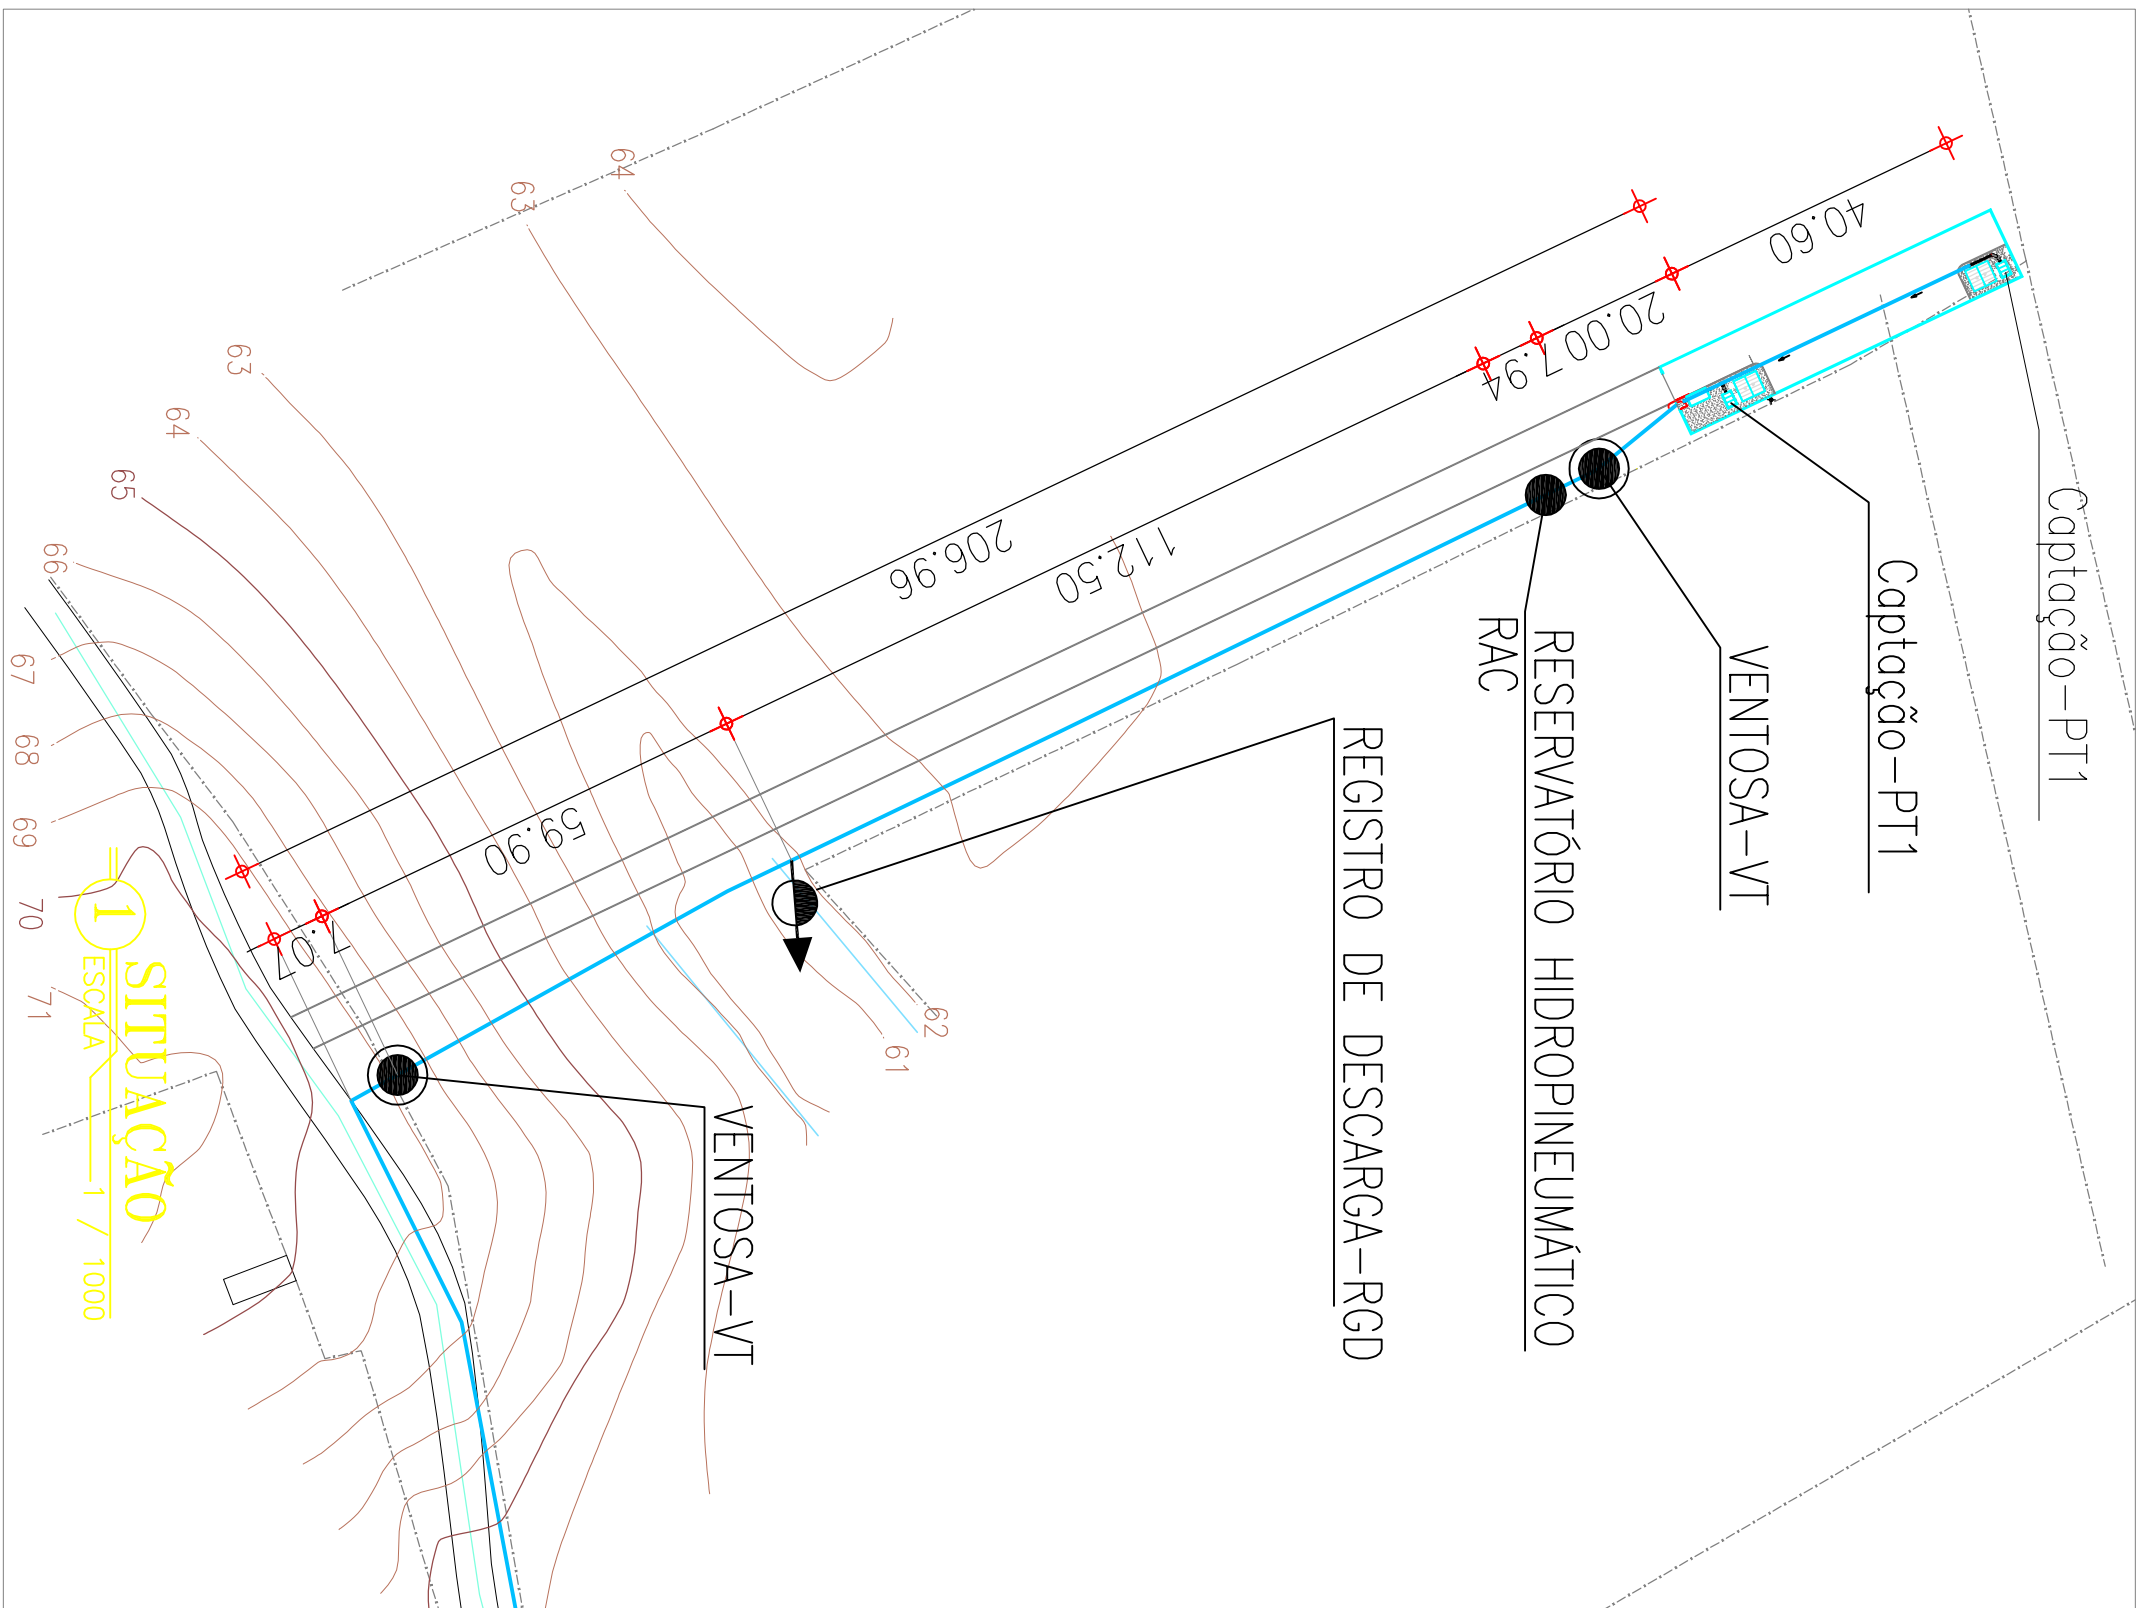 Captação-PT1
Captação-PT1
VENTOSA-VT
RESERVATÓRIO HIDROPINEUMÁTICO
RAC
REGISTRO DE DESCARGA-RGD
VENTOSA-VT
40.60
20.00
7.94
206.96
112.50
59.90
7.07
64
63
63
64
65
66
67
68
69
70
71
62
61
1
SITUAÇÃO
ESCALA 1 / 1000